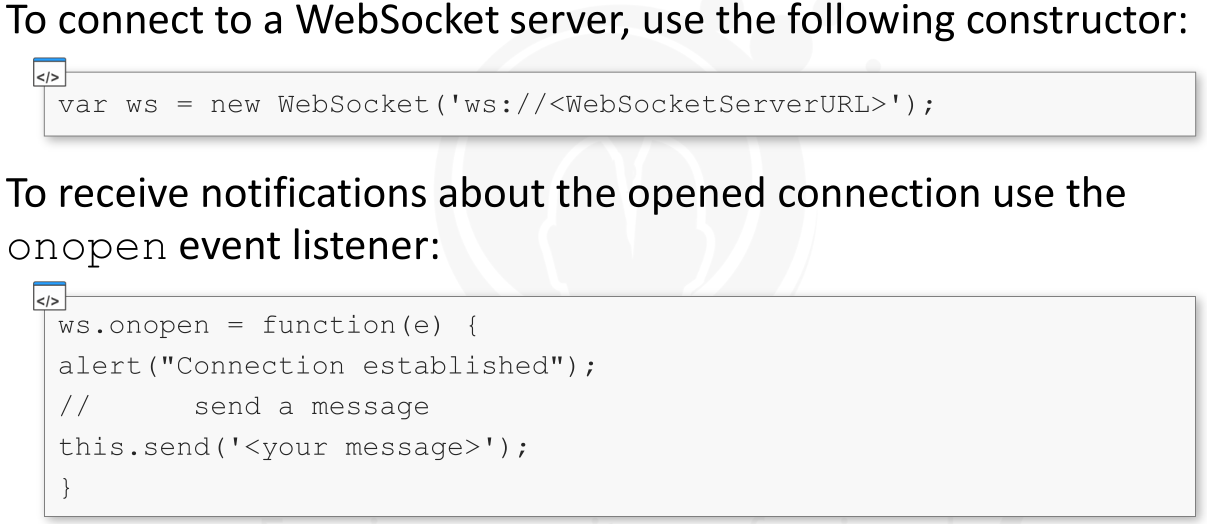 To connect to a WebSocket server, use the following constructor:
</>
var ws = new WebSocket('ws://<WebSocketServerURL>');
To receive notifications about the opened connection use the
onopen event listener:
</>
ws.onopen = function(e) {
alert("Connection established");
//      send a message
this.send('<your message>');
}